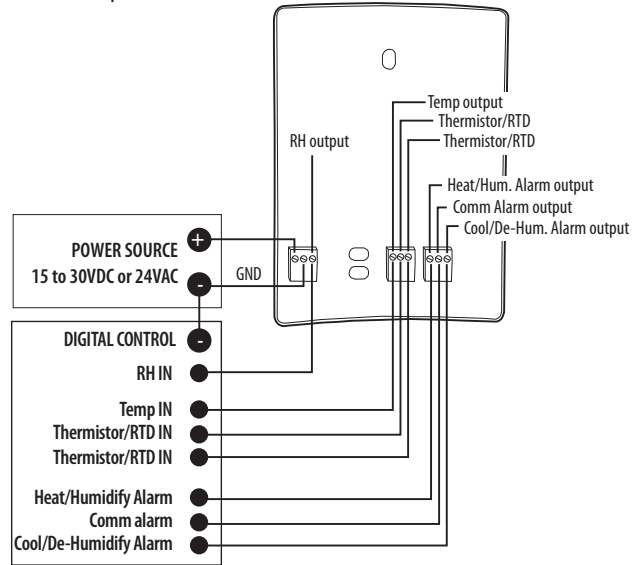 Temp output
Thermistor/RTD
RH output
Thermistor/RTD
Heat/Hum. Alarm output
Comm Alarm output
Cool/De-Hum. Alarm output
+
POWER SOURCE
15 to 30VDC or 24VAC
-
GND
DIGITAL CONTROL
-
RH IN
Temp IN
Thermistor/RTD IN
Thermistor/RTD IN
Heat/Humidify Alarm
Comm alarm
Cool/De-Humidify Alarm